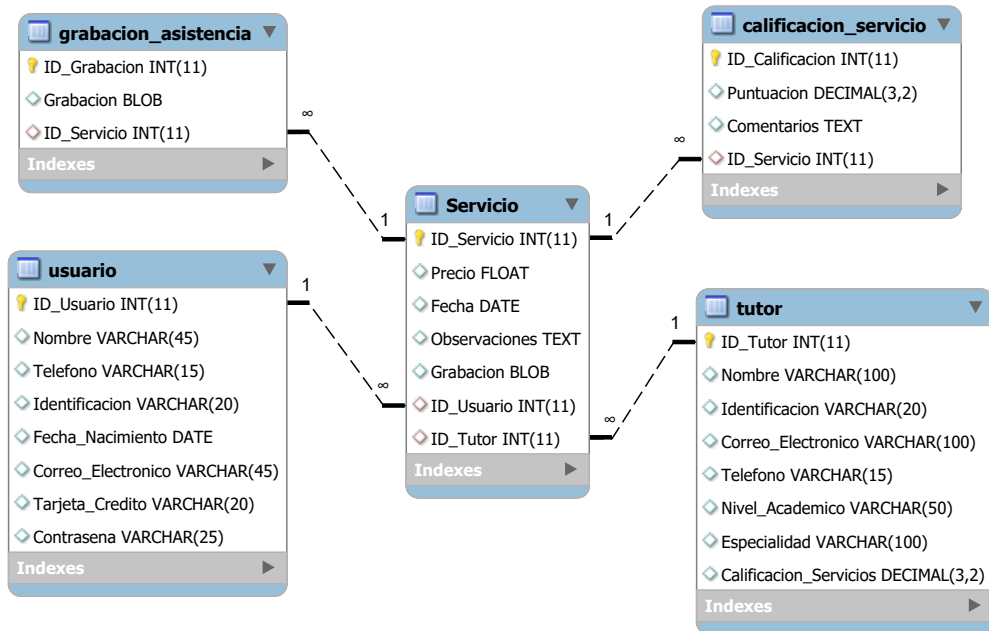 grabacion_asistencia
ID_Grabacion INT(11)
Grabacion BLOB
ID_Servicio INT(11)
Indexes
∞
1
calificacion_servicio
ID_Calificacion INT(11)
Puntuacion DECIMAL(3,2)
Comentarios TEXT
ID_Servicio INT(11)
Indexes
∞
1
Servicio
ID_Servicio INT(11)
Precio FLOAT
Fecha DATE
Observaciones TEXT
Grabacion BLOB
ID_Usuario INT(11)
ID_Tutor INT(11)
Indexes
usuario
ID_Usuario INT(11)
Nombre VARCHAR(45)
Telefono VARCHAR(15)
Identificacion VARCHAR(20)
Fecha_Nacimiento DATE
Correo_Electronico VARCHAR(45)
Tarjeta_Credito VARCHAR(20)
Contrasena VARCHAR(25)
Indexes
1
∞
tutor
ID_Tutor INT(11)
Nombre VARCHAR(100)
Identificacion VARCHAR(20)
Correo_Electronico VARCHAR(100)
Telefono VARCHAR(15)
Nivel_Academico VARCHAR(50)
Especialidad VARCHAR(100)
Calificacion_Servicios DECIMAL(3,2)
Indexes
1
∞